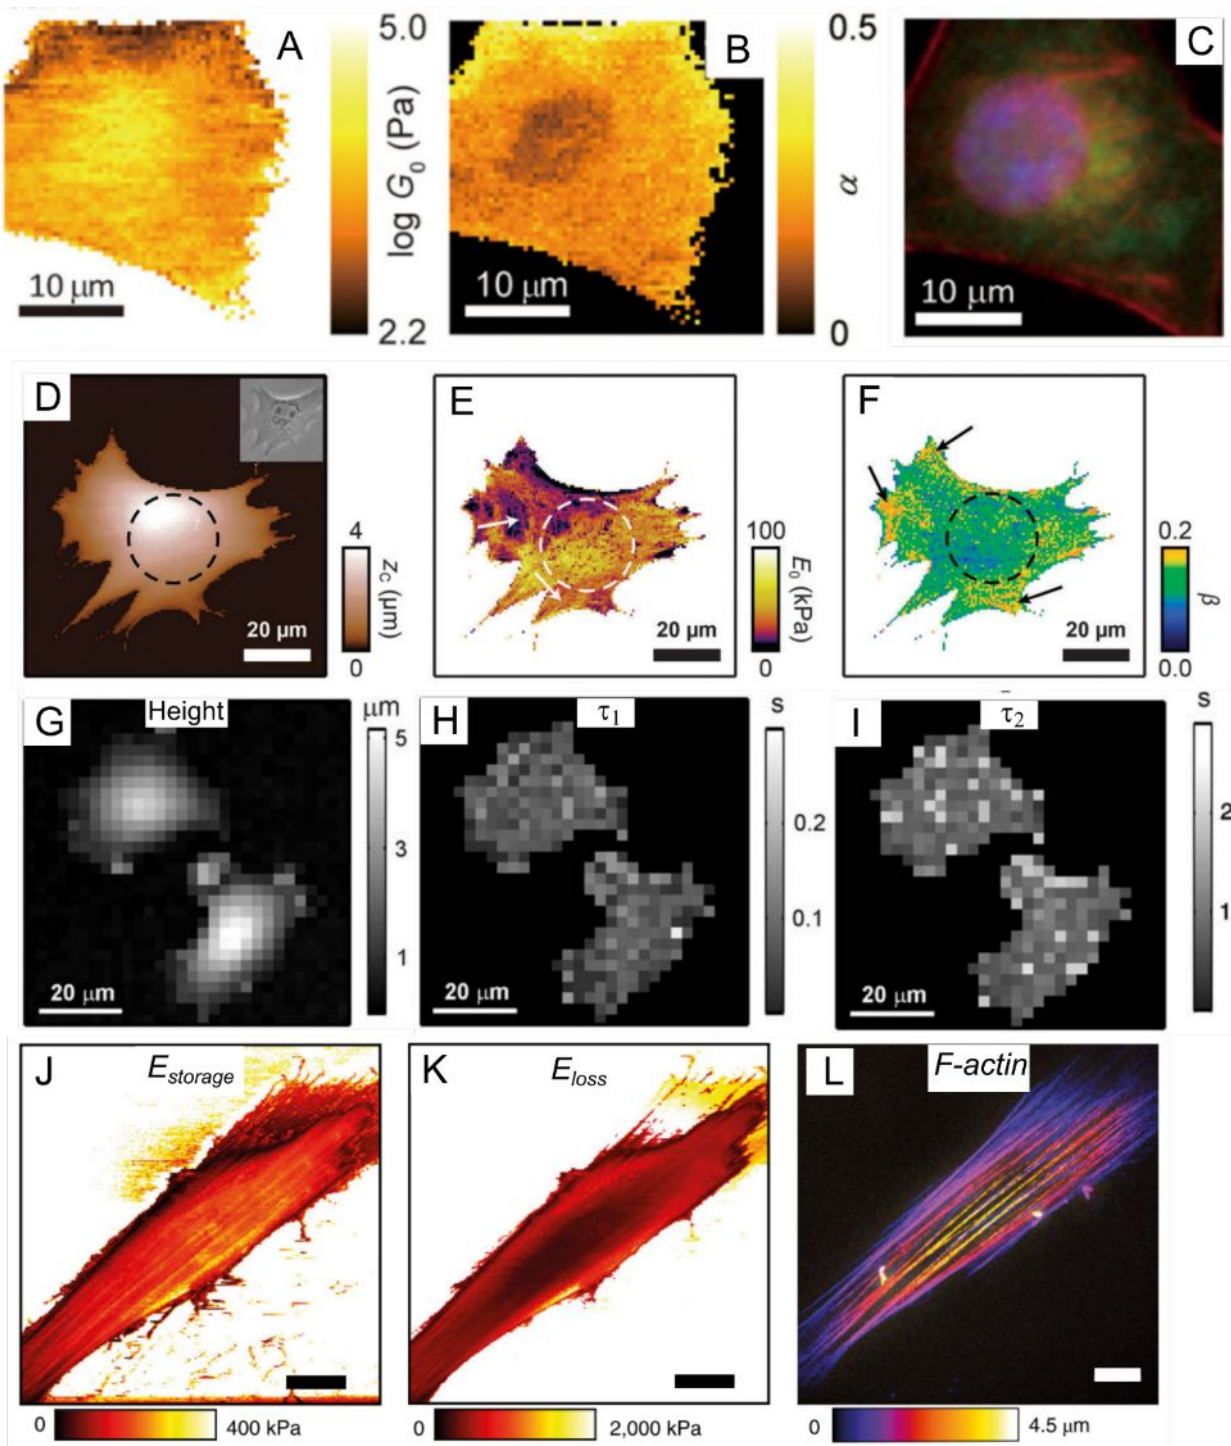 A
5.0
log G0 (Pa)
2.2
10 μm
B
0.5
α
0
10 μm
C
10 μm
D
4
Zc (μm)
0
20 μm
E
100
E0 (kPa)
0
20 μm
F
0.2
β
0.0
20 μm
G
Height
μm
5
3
1
20 μm
H
τ1
s
0.2
0.1
20 μm
I
τ2
s
2
1
20 μm
J
Estorage
0
400 kPa
K
Eloss
0
2,000 kPa
L
F-actin
0
4.5 μm